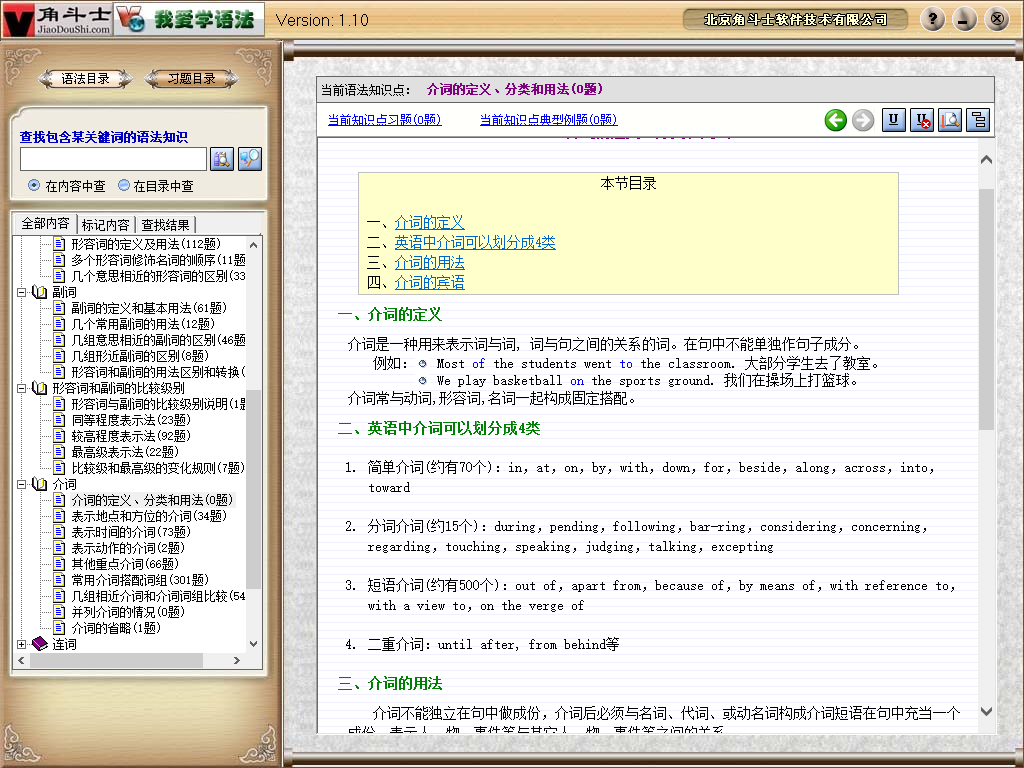 角斗士
JiaoDouShi.com
我爱学语法
Version: 1.10
北京角斗士软件技术有限公司
语法目录
习题目录
查找包含某关键词的语法知识
在内容中查
在目录中查
全部内容
标记内容
查找结果
形容词的定义及用法(112题)
多个形容词修饰名词的顺序(11题
几个意思相近的形容词的区别(33
副词
副词的定义和基本用法(61题)
几个常用副词的用法(12题)
几组意思相近的副词的区别(46题
几组形近副词的区别(8题)
形容词和副词的用法区别和转换(
形容词和副词的比较级别
形容词与副词的比较级别说明(1题
同等程度表示法(23题)
较高程度表示法(92题)
最高级表示法(22题)
比较级和最高级的变化规则(7题)
介词
介词的定义、分类和用法(0题)
表示地点和方位的介词(34题)
表示时间的介词(73题)
表示动作的介词(2题)
其他重点介词(66题)
常用介词搭配词组(301题)
几组相近介词和介词词组比较(54
并列介词的情况(0题)
介词的省略(1题)
连词
当前语法知识点： 介词的定义、分类和用法(0题)
当前知识点习题(0题)
当前知识点典型例题(0题)
本节目录
一、介词的定义
二、英语中介词可以划分成4类
三、介词的用法
四、介词的宾语
一、介词的定义
介词是一种用来表示词与词, 词与句之间的关系的词。在句中不能单独作句子成分。
例如: Most of the students went to the classroom. 大部分学生去了教室。
We play basketball on the sports ground. 我们在操场上打篮球。
介词常与动词,形容词,名词一起构成固定搭配。
二、英语中介词可以划分成4类
1. 简单介词(约有70个)：in，at，on，by，with，down，for，beside，along，across，into，
toward
2. 分词介词(约15个)：during，pending，following，bar-ring，considering，concerning，
regarding，touching，speaking，judging，talking，excepting
3. 短语介词(约有500个)：out of，apart from，because of，by means of，with reference to，
with a view to，on the verge of
4. 二重介词：until after, from behind等
三、介词的用法
介词不能独立在句中做成份，介词后必须与名词、代词、或动名词构成介词短语在句中充当一个
成份，表示人、物、事件等与其它人、物、事件等之间的关系